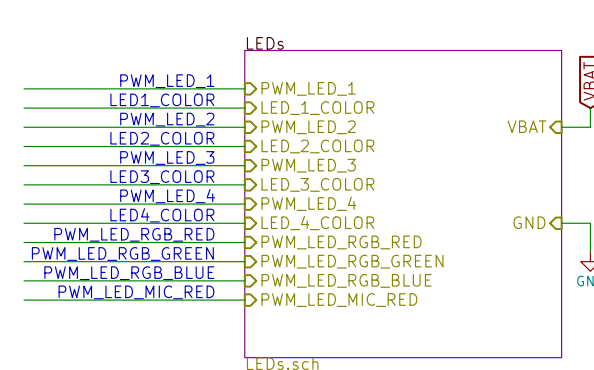 LEDs
PWM_LED_1 PWM_LED_1
LED1_COLOR LED_1_COLOR
PWM_LED_2 PWM_LED_2 VBAT VBAT
LED2_COLOR LED_2_COLOR
PWM_LED_3 PWM_LED_3
LED3_COLOR LED_3_COLOR
PWM_LED_4 PWM_LED_4
LED4_COLOR LED_4_COLOR GND
PWM_LED_RGB_RED PWM_LED_RGB_RED
PWM_LED_RGB_GREEN PWM_LED_RGB_GREEN
PWM_LED_RGB_BLUE PWM_LED_RGB_BLUE
PWM_LED_MIC_RED PWM_LED_MIC_RED
LEDs.sch